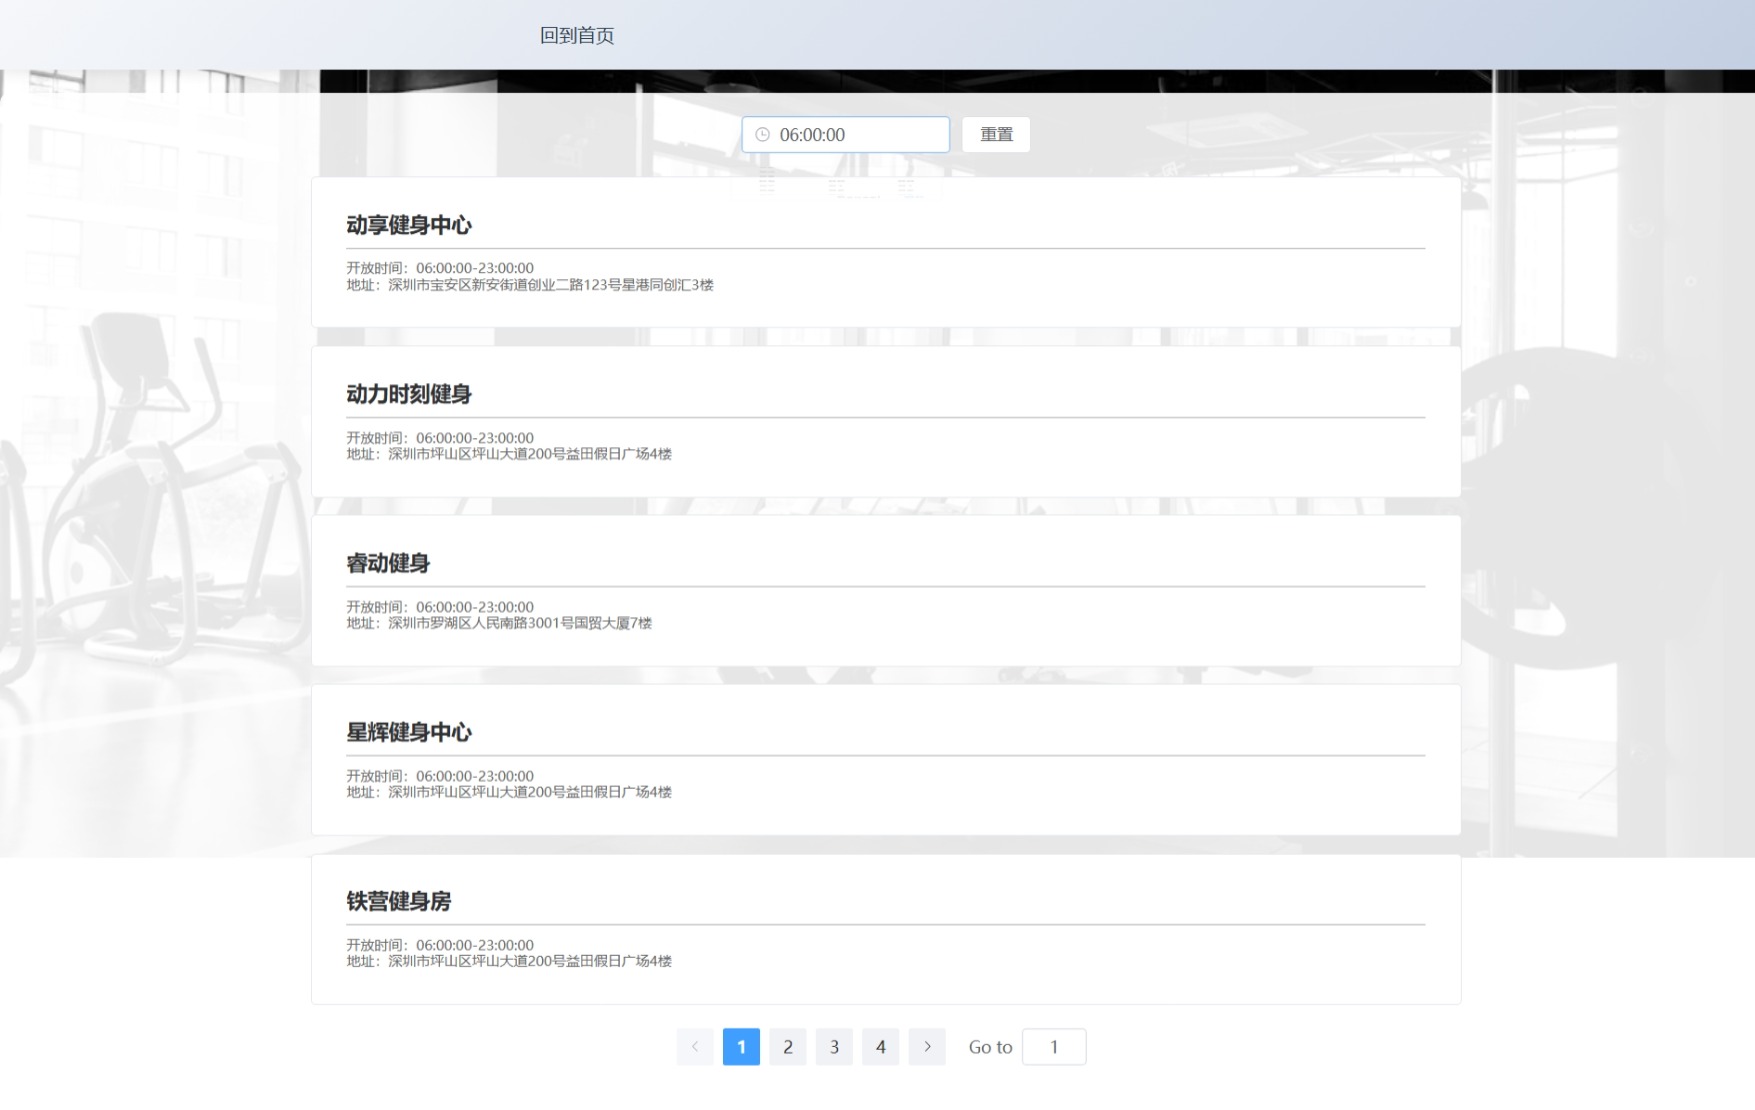 回到首页
06:00:00 重置
动享健身中心
开放时间：06:00:00-23:00:00
地址：深圳市宝安区新安街道创业二路123号星港同创汇3楼
动力时刻健身
开放时间：06:00:00-23:00:00
地址：深圳市坪山区坪山大道200号益田假日广场4楼
睿动健身
开放时间：06:00:00-23:00:00
地址：深圳市罗湖区人民南路3001号国贸大厦7楼
星辉健身中心
开放时间：06:00:00-23:00:00
地址：深圳市坪山区坪山大道200号益田假日广场4楼
铁营健身房
开放时间：06:00:00-23:00:00
地址：深圳市坪山区坪山大道200号益田假日广场4楼
1 2 3 4 Go to 1